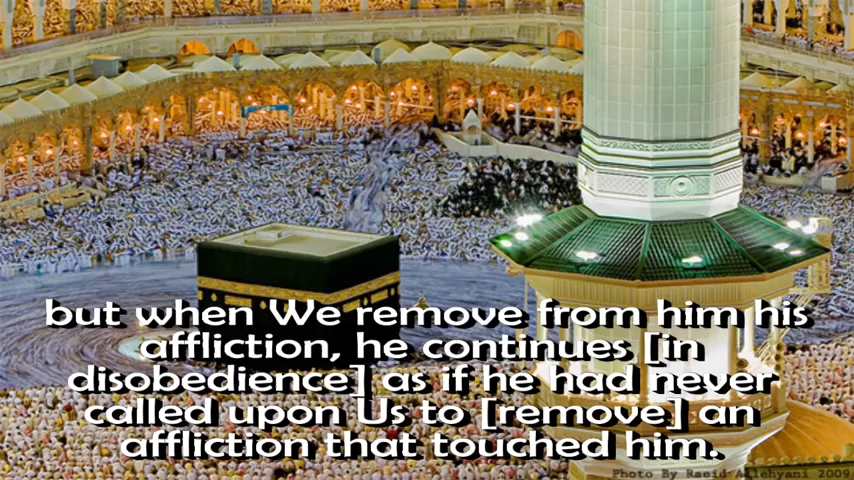 but when We remove from him his
affliction, he continues [in
disobedience] as if he had never
called upon Us to [remove] an
affliction that touched him.
Photo By Raeid Allehyani 2009